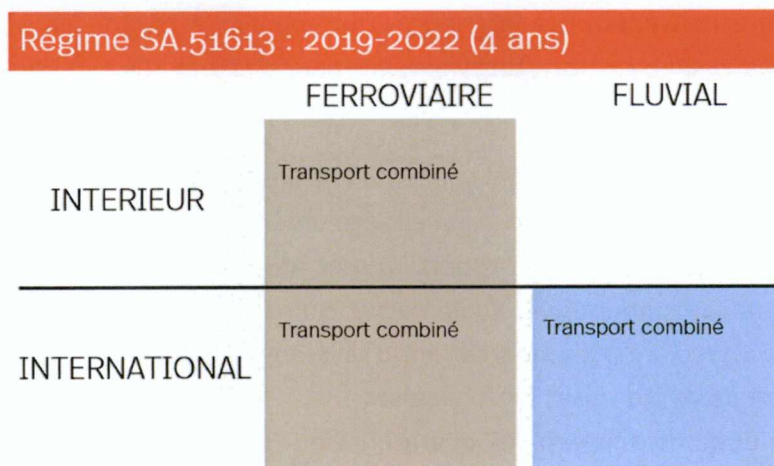 Régime SA.51613 : 2019-2022 (4 ans)
FERROVIAIRE FLUVIAL
INTERIEUR Transport combiné
INTERNATIONAL Transport combiné Transport combiné